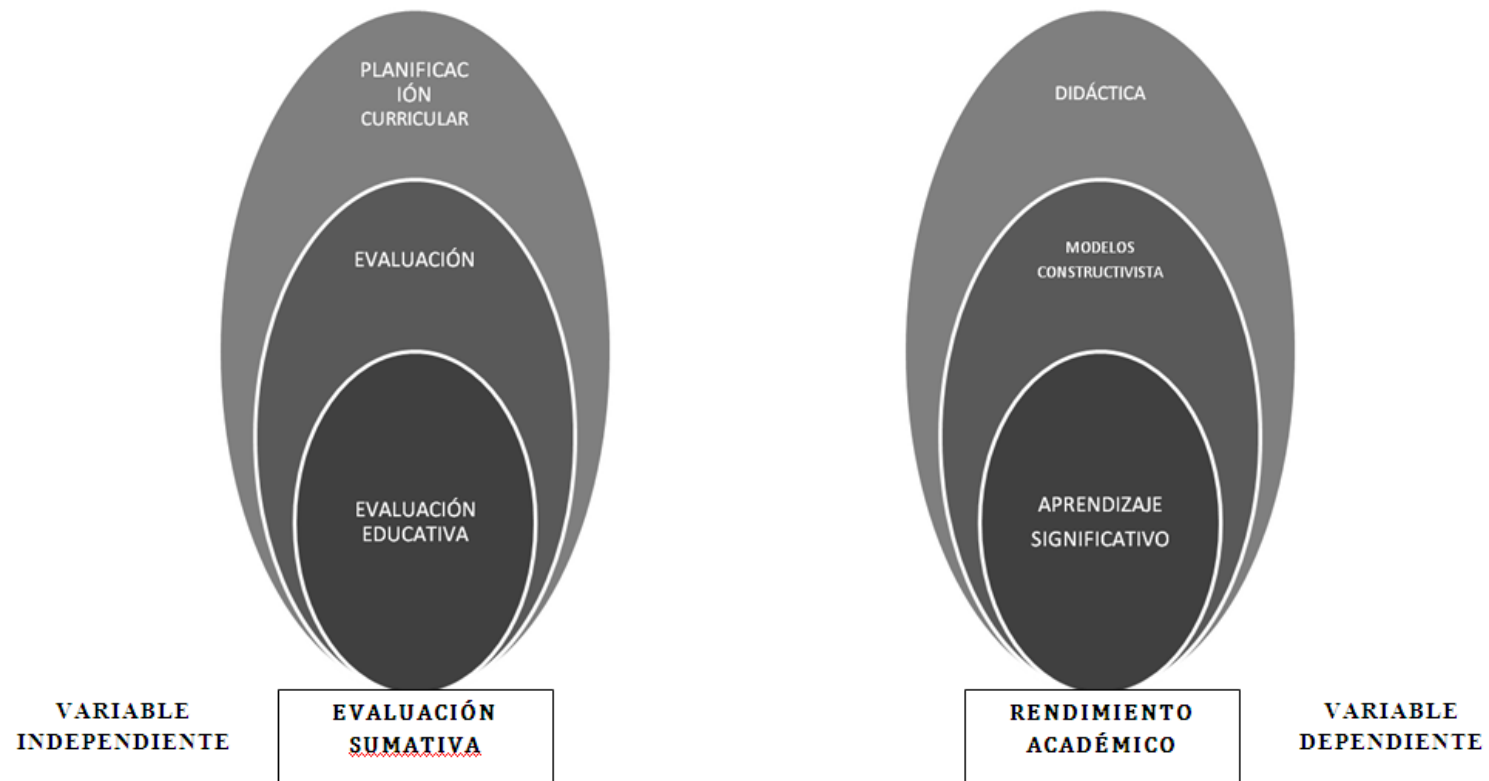 PLANIFICAC
IÓN
CURRICULAR
EVALUACIÓN
EVALUACIÓN
EDUCATIVA
VARIABLE
INDEPENDIENTE
EVALUACIÓN
SUMATIVA
DIDÁCTICA
MODELOS
CONSTRUCTIVISTA
APRENDIZAJE
SIGNIFICATIVO
RENDIMIENTO
ACADÉMICO
VARIABLE
DEPENDIENTE